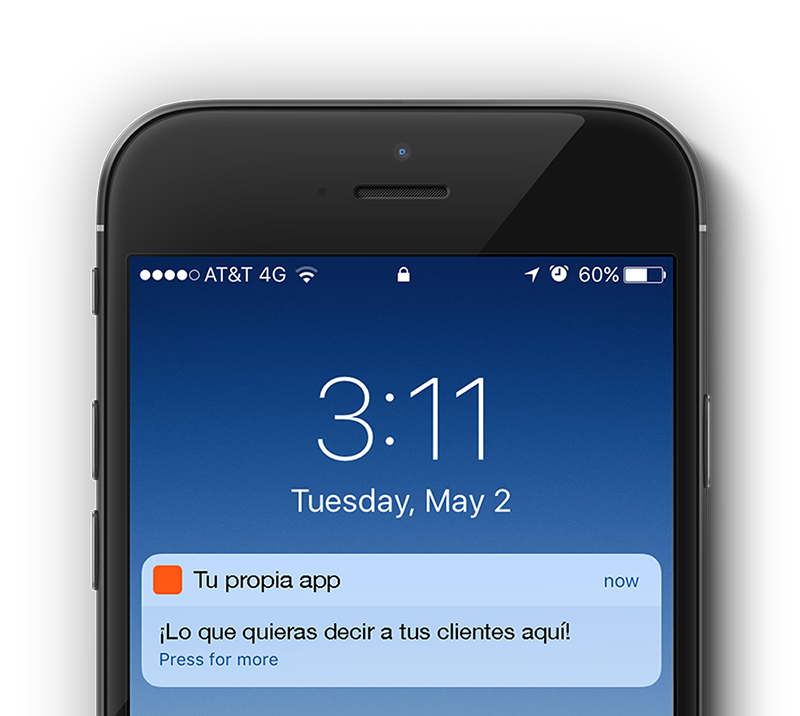 AT&T 4G 60%
3:11
Tuesday, May 2
Tu propia app now
¡Lo que quieras decir a tus clientes aquí!
Press for more